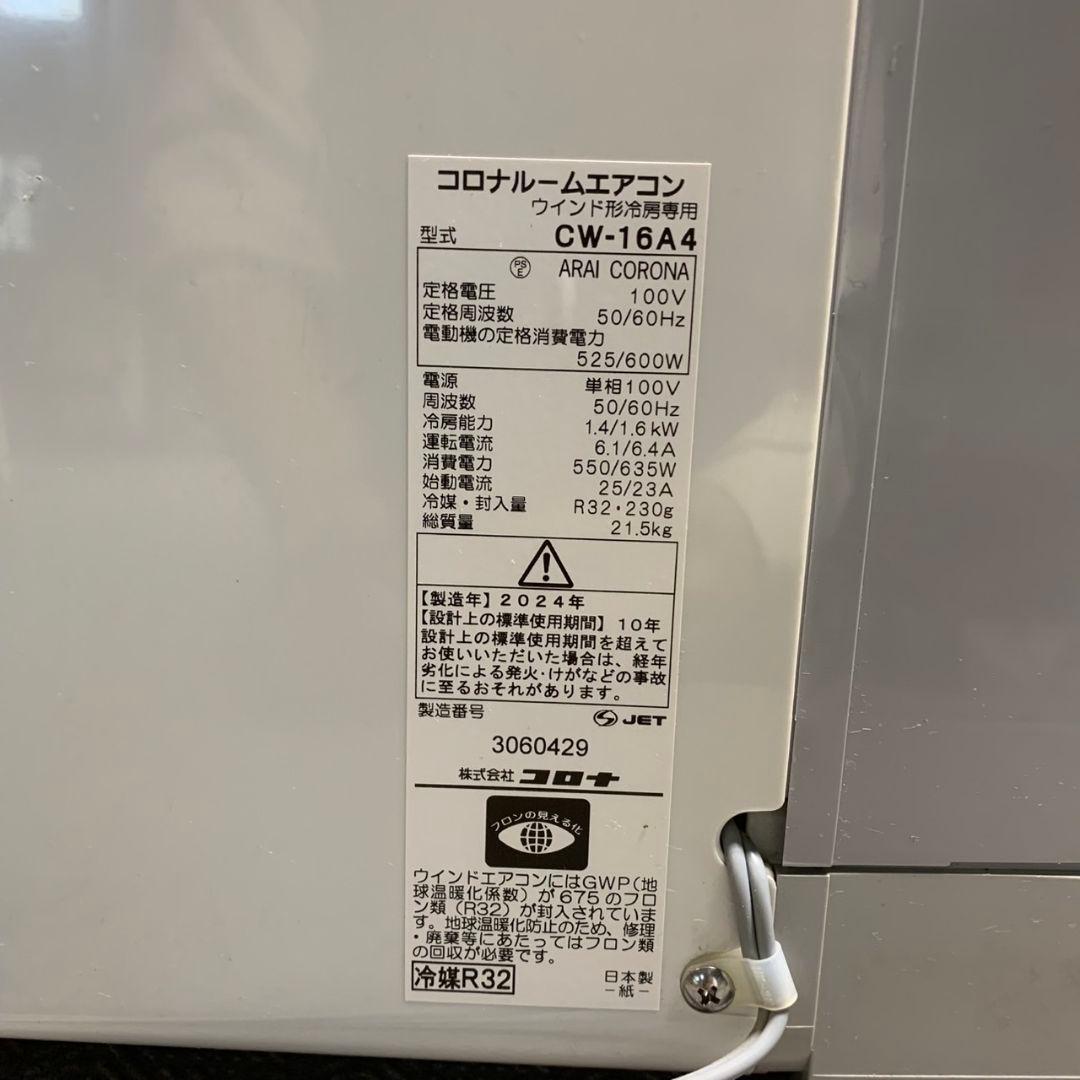 コロナルームエアコン
ウインド形冷房専用
型式 CW-16A4
PS E ARAI CORONA
定格電圧 100V
定格周波数 50/60Hz
電動機の定格消費電力
525/600W
電源 単相100V
周波数 50/60Hz
冷房能力 1.4/1.6kW
運転電流 6.1/6.4A
消費電力 550/635W
始動電流 25/23A
冷媒・封入量 R32・230g
総質量 21.5kg
【製造年】２０２４年
【設計上の標準使用期間】１０年
設計上の標準使用期間を超えて
お使いいただいた場合は、経年
劣化による発火・けがなどの事故
に至るおそれがあります。
製造番号 JET
3060429
株式会社 コロナ
フロンの見える化
ウインドエアコンにはGWP(地
球温暖化係数）が675のフロ
ン類（R32）が封入されていま
す。地球温暖化防止のため、修理
・廃棄等にあたってはフロン類
の回収が必要です。
冷媒R32 日本製
－紙－